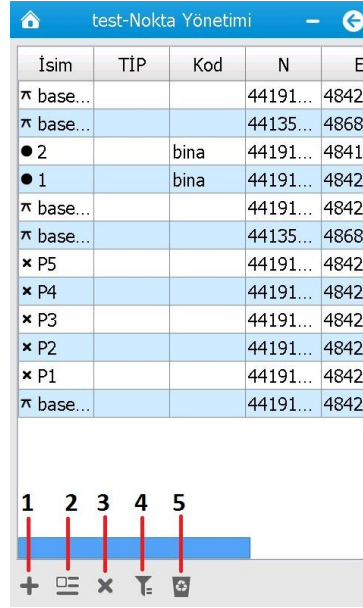 test-Nokta Yönetimi
İsim TİP Kod N E
base... 44191... 4842
base... 44135... 4868
2 bina 44191... 4841
1 bina 44191... 4842
base... 44191... 4842
base... 44135... 4868
P5 44191... 4842
P4 44191... 4842
P3 44191... 4842
P2 44191... 4842
P1 44191... 4842
base... 44191... 4842
1 2 3 4 5